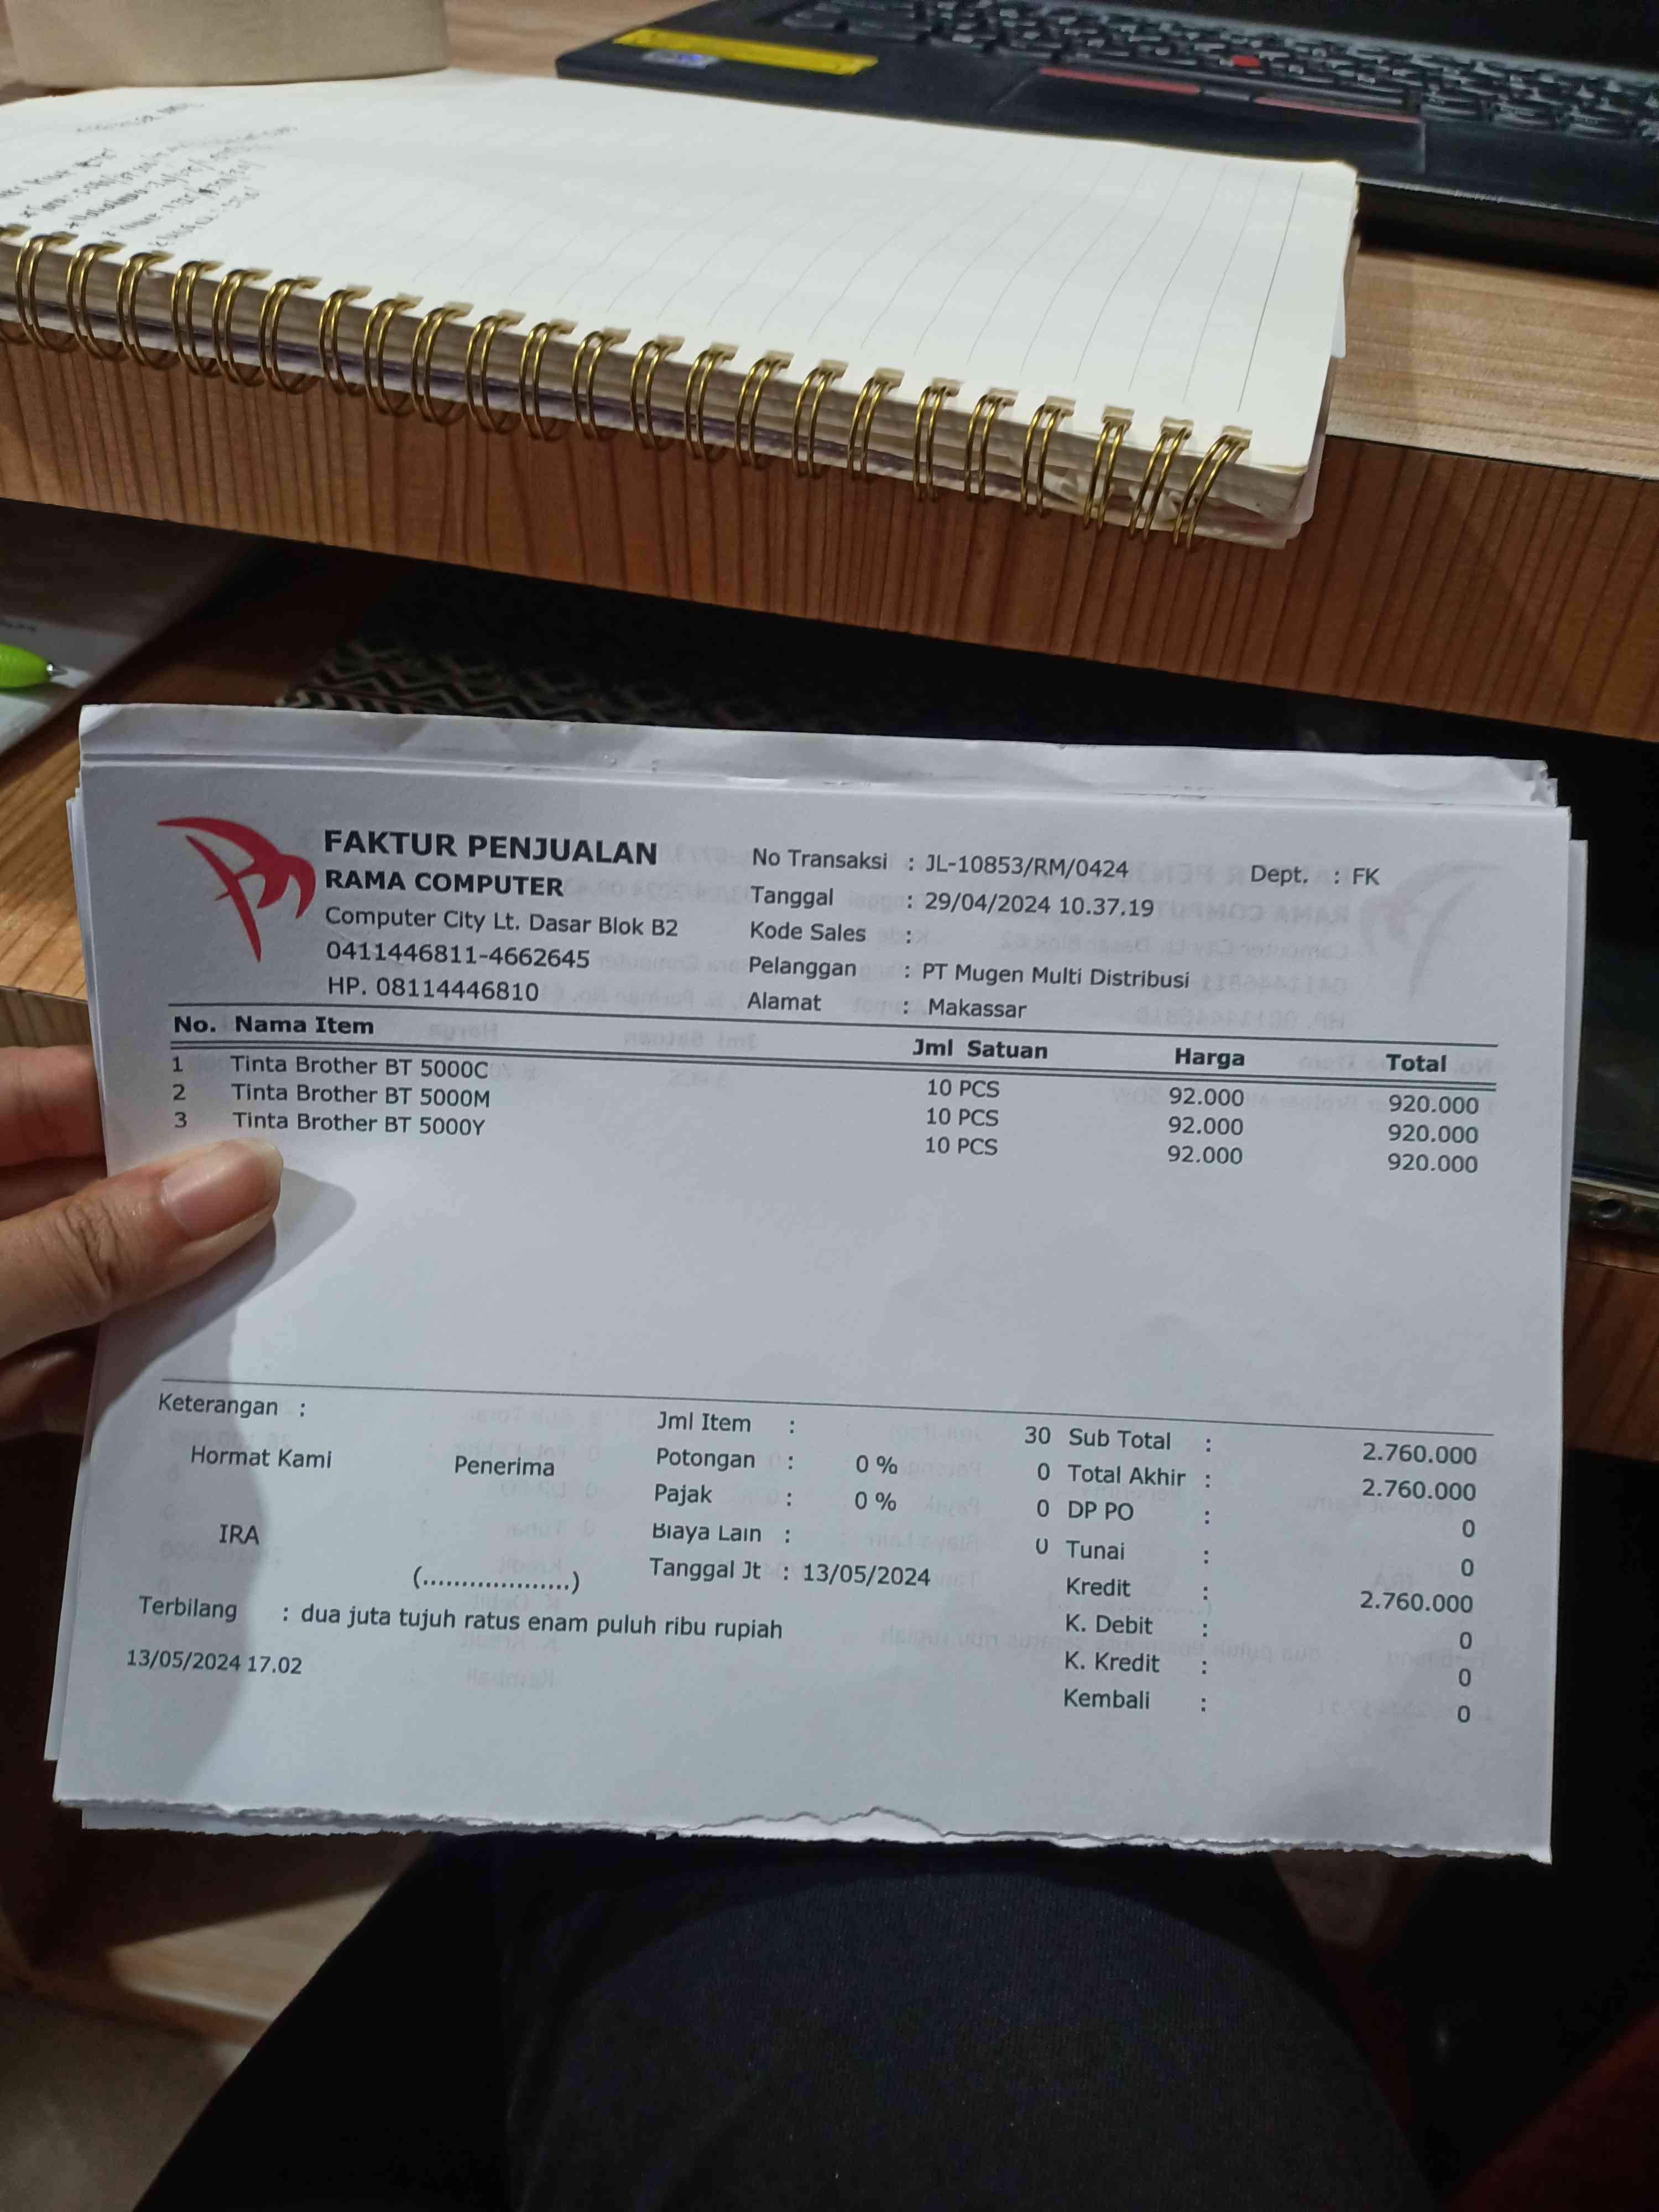 FAKTUR PENJUALAN
RAMA COMPUTER
Computer City Lt. Dasar Blok B2
0411446811-4662645
HP. 08114446810
No Transaksi : JL-10853/RM/0424 Dept. : FK
Tanggal : 29/04/2024 10.37.19
Kode Sales :
Pelanggan : PT Mugen Multi Distribusi
Alamat : Makassar
No. Nama Item Jml Satuan Harga Total
1 Tinta Brother BT 5000C 10 PCS 92.000 920.000
2 Tinta Brother BT 5000M 10 PCS 92.000 920.000
3 Tinta Brother BT 5000Y 10 PCS 92.000 920.000
Keterangan :
Hormat Kami Penerima
IRA
(...................)
Jml Item : 30
Potongan : 0 % 0
Pajak : 0 % 0
Biaya Lain : 0
Tanggal Jt : 13/05/2024
Sub Total : 2.760.000
Total Akhir : 2.760.000
DP PO : 0
Tunai : 0
Kredit : 2.760.000
K. Debit : 0
K. Kredit : 0
Kembali : 0
Terbilang : dua juta tujuh ratus enam puluh ribu rupiah
13/05/2024 17.02